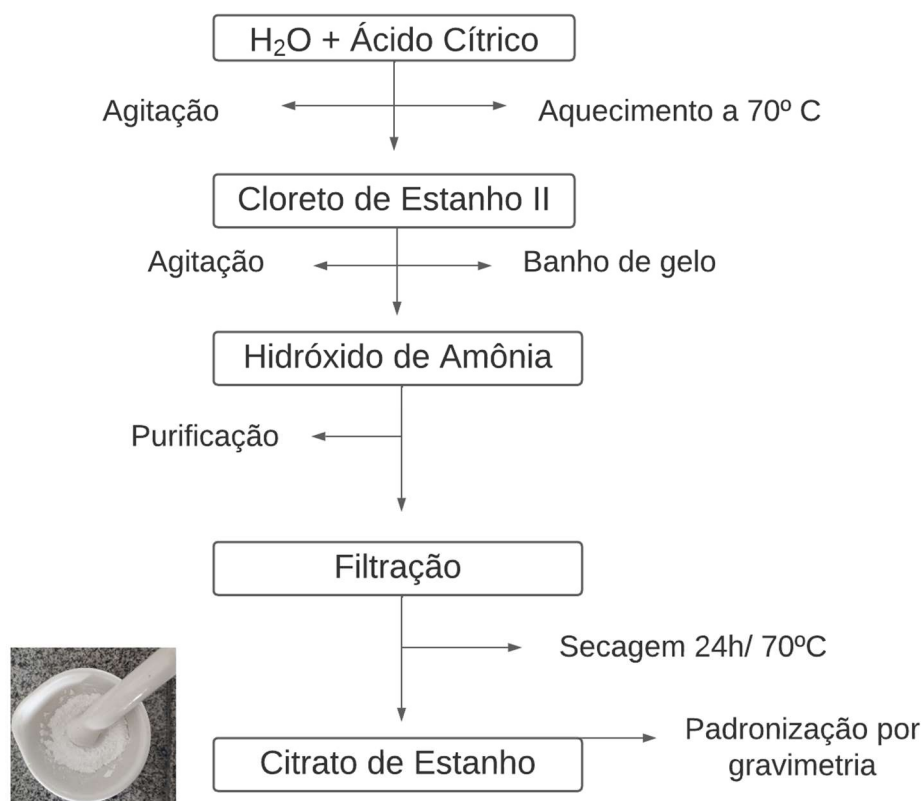 H₂O + Ácido Cítrico
Agitação
Aquecimento a 70º C
Cloreto de Estanho II
Agitação
Banho de gelo
Hidróxido de Amônia
Purificação
Filtração
Secagem 24h/ 70ºC
Citrato de Estanho
Padronização por
gravimetria